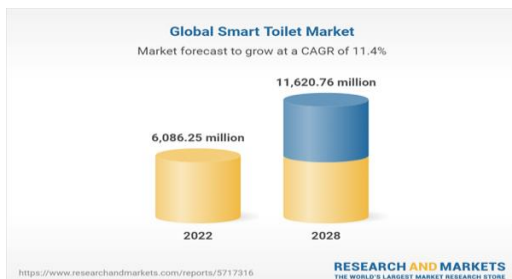 Global Smart Toilet Market
Market forecast to grow at a CAGR of 11.4%
11,620.76 million
6,086.25 million
2022
2028
https://www.researchandmarkets.com/reports/5717316
RESEARCH AND MARKETS
THE WORLD'S LARGEST MARKET RESEARCH STORE